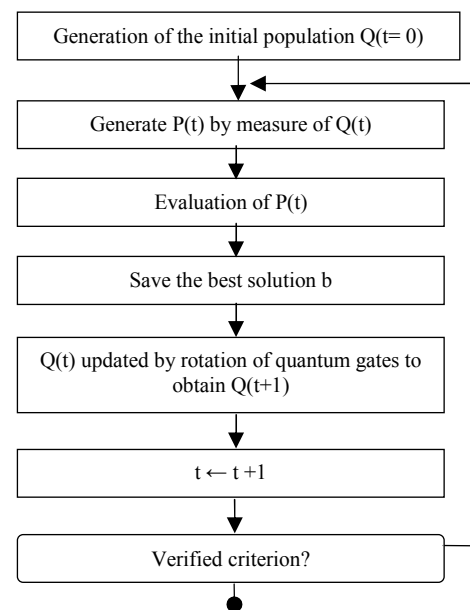 Generation of the initial population Q(t= 0)
Generate P(t) by measure of Q(t)
Evaluation of P(t)
Save the best solution b
Q(t) updated by rotation of quantum gates to
obtain Q(t+1)
t ← t +1
Verified criterion?